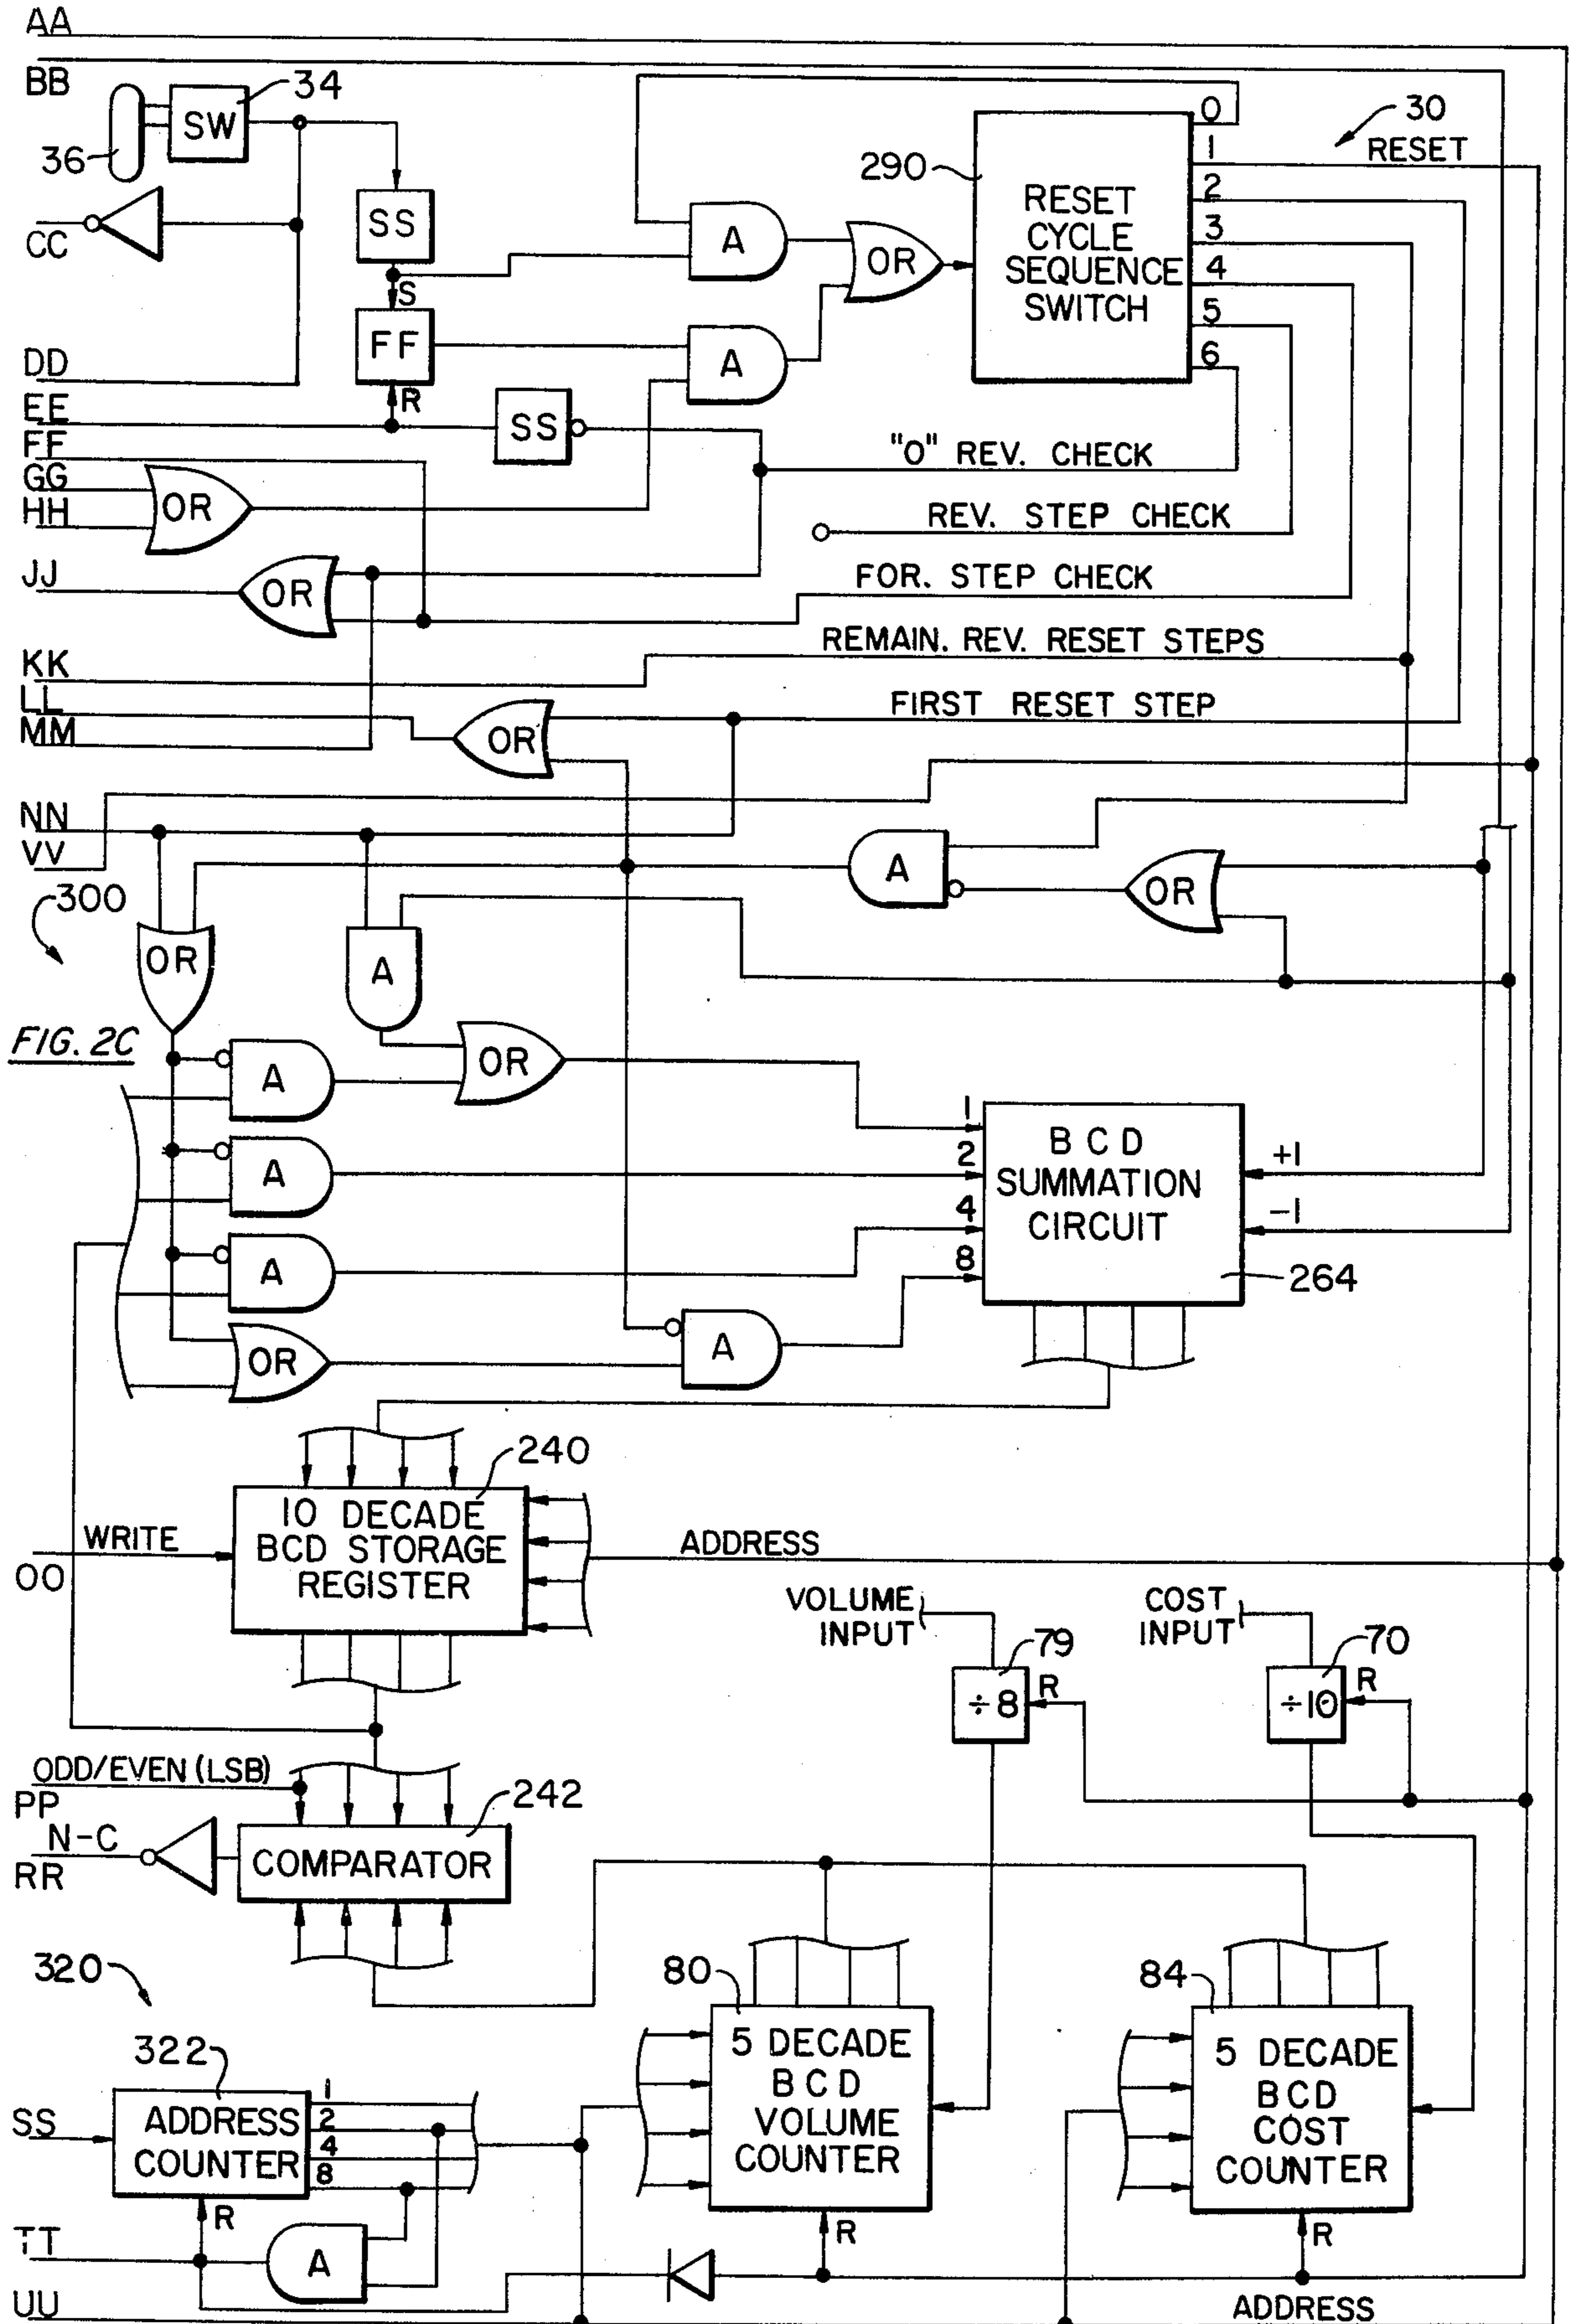 AA
BB
34
SW
36
CC
SS
S
FF
R
DD
EE
SS
FF
GG
HH
OR
A
OR
A
290
RESET
CYCLE
SEQUENCE
SWITCH
0
1
2
3
4
5
6
30
RESET
"O" REV. CHECK
REV. STEP CHECK
JJ
OR
FOR. STEP CHECK
REMAIN. REV. RESET STEPS
KK
LL
MM
OR
FIRST RESET STEP
NN
VV
A
OR
300
OR
A
FIG. 2C
A
OR
A
A
OR
A
1
2
4
8
BCD
SUMMATION
CIRCUIT
+1
-1
264
240
10 DECADE
BCD STORAGE
REGISTER
WRITE
OO
ADDRESS
VOLUME
INPUT
COST
INPUT
79
÷8
R
70
÷10
R
ODD/EVEN (LSB)
PP
N-C
RR
242
COMPARATOR
320
322
SS
ADDRESS
COUNTER
1
2
4
8
R
TT
A
UU
80
5 DECADE
BCD
VOLUME
COUNTER
R
84
5 DECADE
BCD
COST
COUNTER
R
ADDRESS